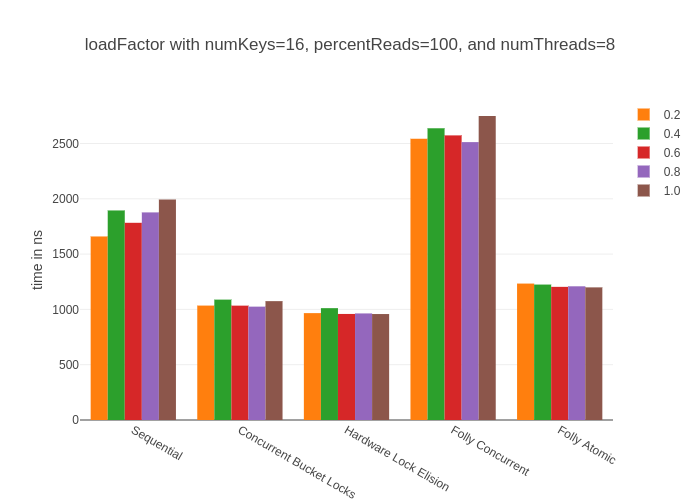 loadFactor with numKeys=16, percentReads=100, and numThreads=8
0.2
0.4
0.6
0.8
1.0
time in ns
2500
2000
1500
1000
500
0
Sequential
Concurrent Bucket Locks
Hardware Lock Elision
Folly Concurrent
Folly Atomic